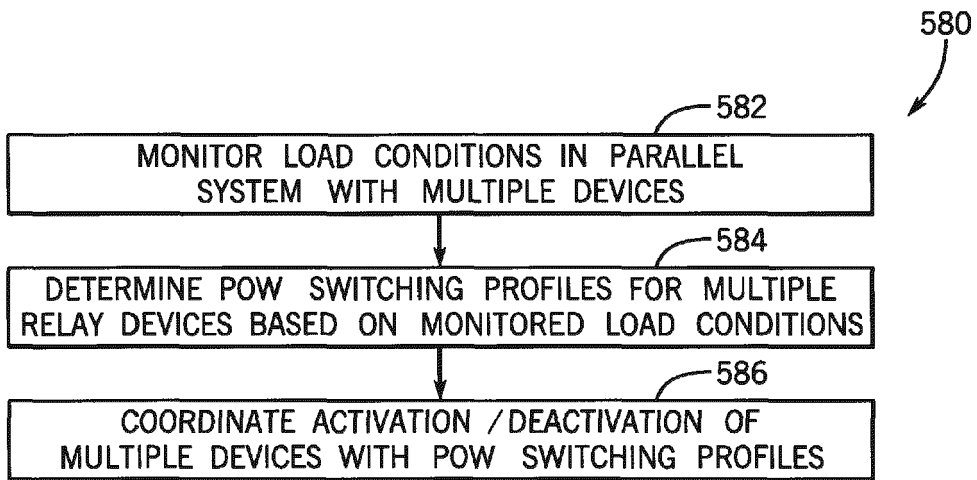 580
582
MONITOR LOAD CONDITIONS IN PARALLEL
SYSTEM WITH MULTIPLE DEVICES
584
DETERMINE POW SWITCHING PROFILES FOR MULTIPLE
RELAY DEVICES BASED ON MONITORED LOAD CONDITIONS
586
COORDINATE ACTIVATION / DEACTIVATION OF
MULTIPLE DEVICES WITH POW SWITCHING PROFILES